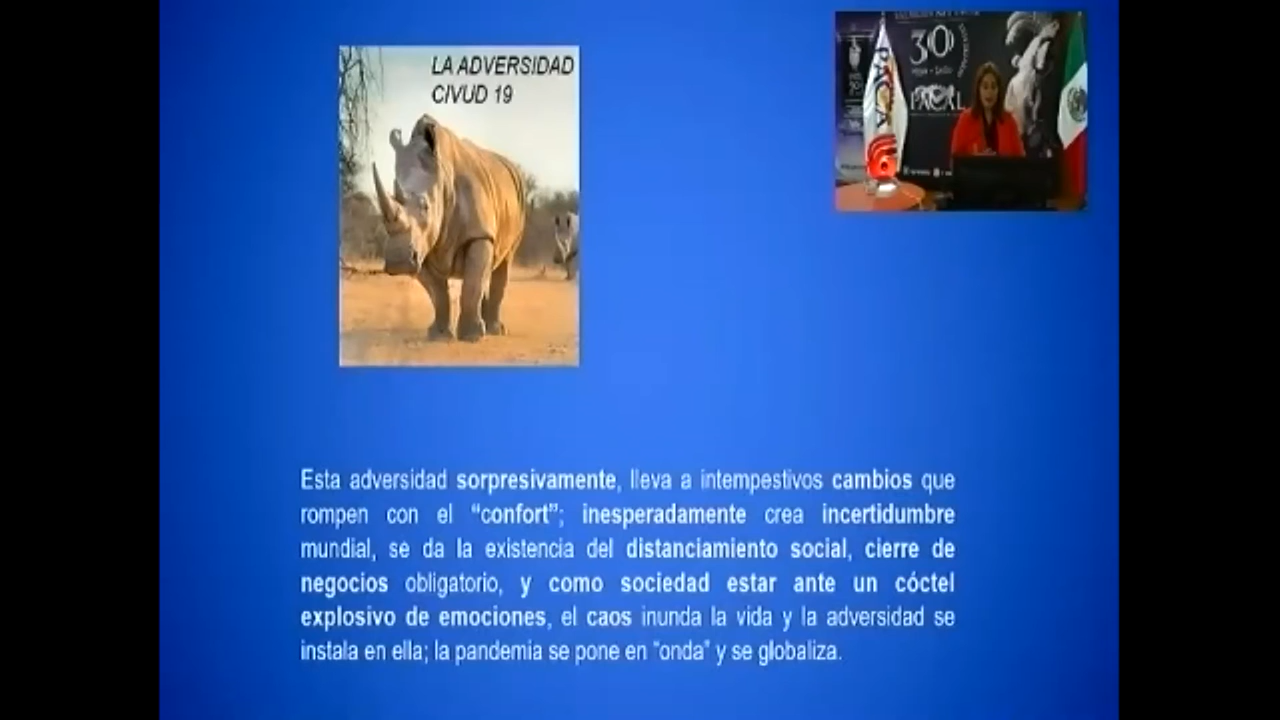 LA ADVERSIDAD
CIVUD 19
30
PACAL
PACAL
Esta adversidad sorpresivamente, lleva a intempestivos cambios que
rompen con el “confort”; inesperadamente crea incertidumbre
mundial, se da la existencia del distanciamiento social, cierre de
negocios obligatorio, y como sociedad estar ante un cóctel
explosivo de emociones, el caos inunda la vida y la adversidad se
instala en ella; la pandemia se pone en “onda” y se globaliza.